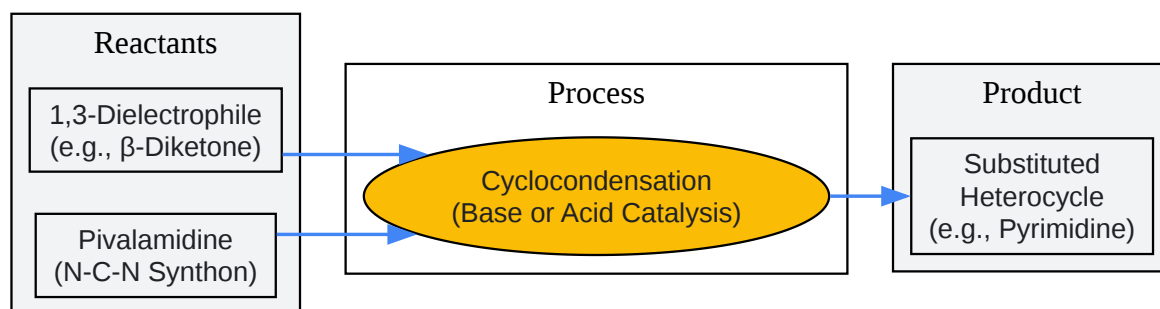 Reactants
1,3-Dielectrophile
(e.g., β-Diketone)
Pivalamidine
(N-C-N Synthon)
Process
Cyclocondensation
(Base or Acid Catalysis)
Product
Substituted
Heterocycle
(e.g., Pyrimidine)